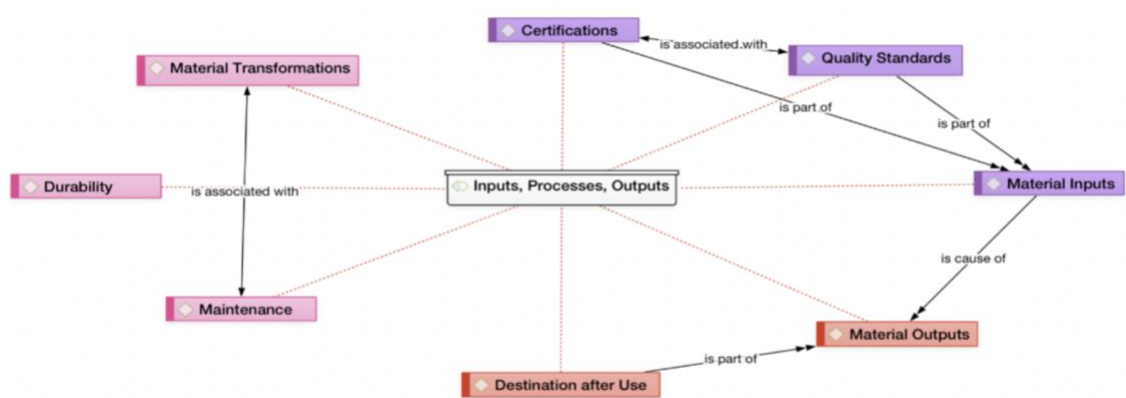 Certifications
is associated with
Quality Standards
Material Transformations
is part of
is part of
Durability
is associated with
Inputs, Processes, Outputs
Material Inputs
is cause of
Maintenance
Material Outputs
is part of
Destination after Use